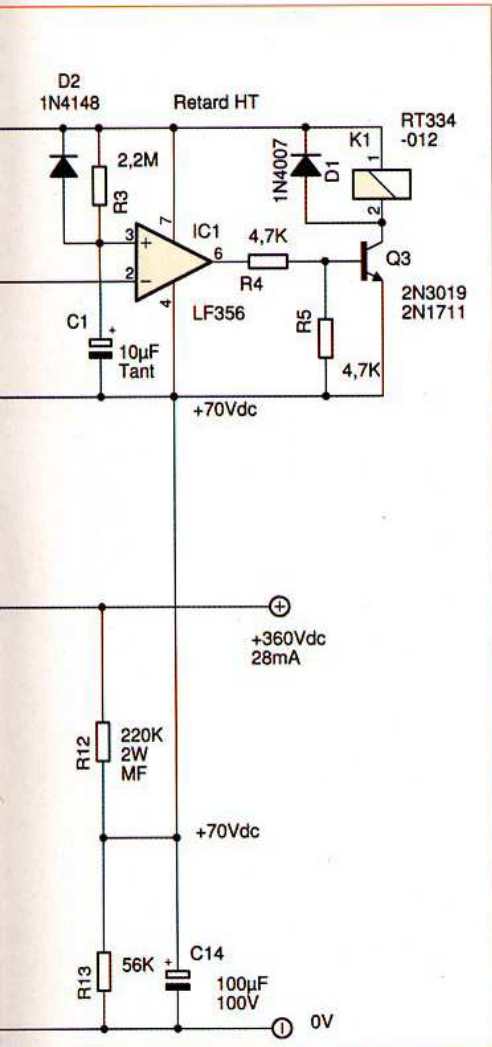 D2
1N4148
Retard HT
RT334
-012
K1
1
2
1N4007
D1
2,2M
R3
7
3
+
2
−
IC1
6
4,7K
R4
4
LF356
Q3
2N3019
2N1711
C1
+
10µF
Tant
R5
4,7K
+70Vdc
+
+360Vdc
28mA
R12
220K
2W
MF
+70Vdc
R13
56K
+
C14
100µF
100V
−
0V